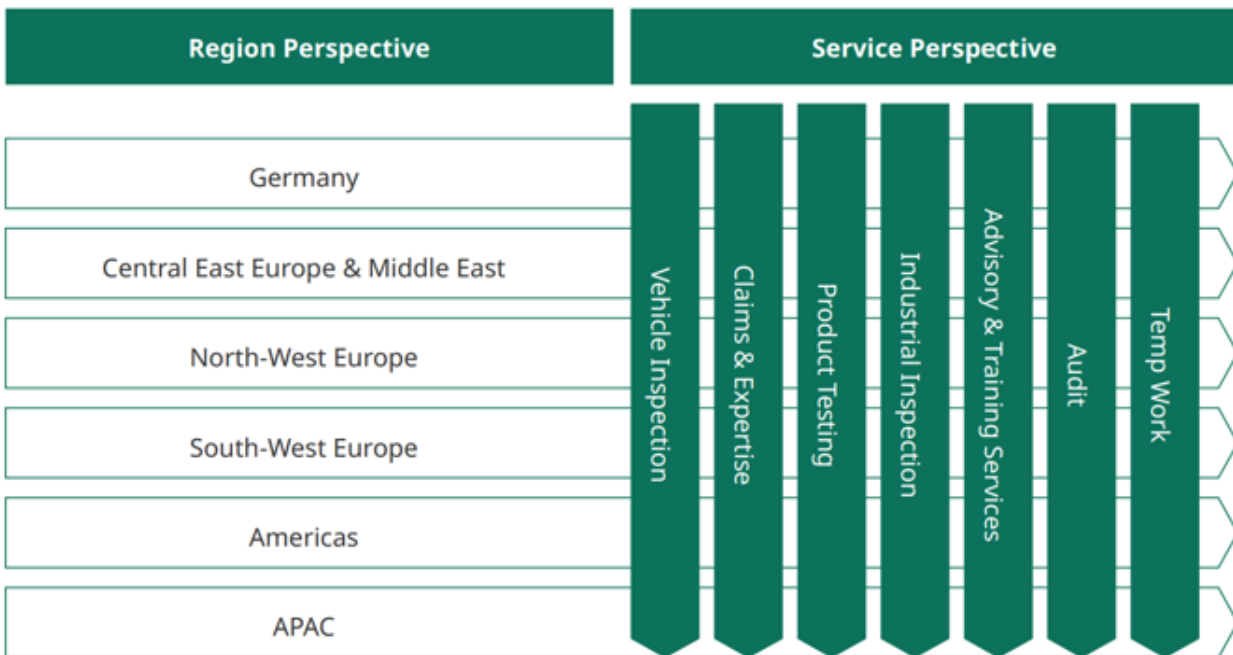 Region Perspective
Service Perspective
Germany
Central East Europe & Middle East
North-West Europe
South-West Europe
Americas
APAC
Vehicle Inspection
Claims & Expertise
Product Testing
Industrial Inspection
Advisory & Training Services
Audit
Temp Work